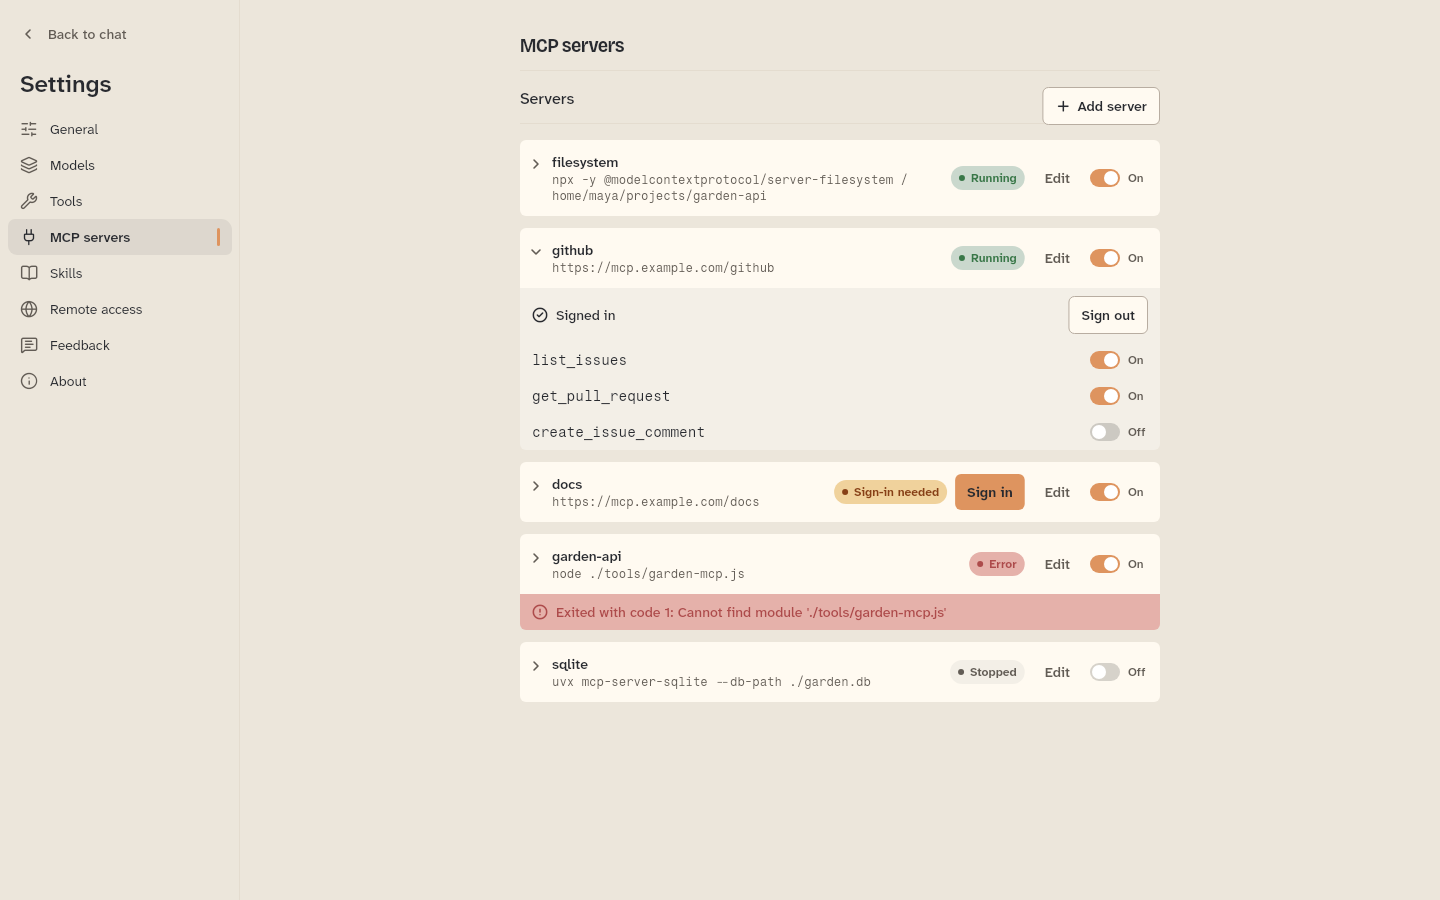 Back to chat
Settings
General
Models
Tools
MCP servers
Skills
Remote access
Feedback
About
MCP servers
Servers
Add server
filesystem
npx -y @modelcontextprotocol/server-filesystem /
home/maya/projects/garden-api
Running
Edit
On
github
https://mcp.example.com/github
Running
Edit
On
Signed in
Sign out
list_issues
On
get_pull_request
On
create_issue_comment
Off
docs
https://mcp.example.com/docs
Sign-in needed
Sign in
Edit
On
garden-api
node ./tools/garden-mcp.js
Error
Edit
On
Exited with code 1: Cannot find module './tools/garden-mcp.js'
sqlite
uvx mcp-server-sqlite --db-path ./garden.db
Stopped
Edit
Off